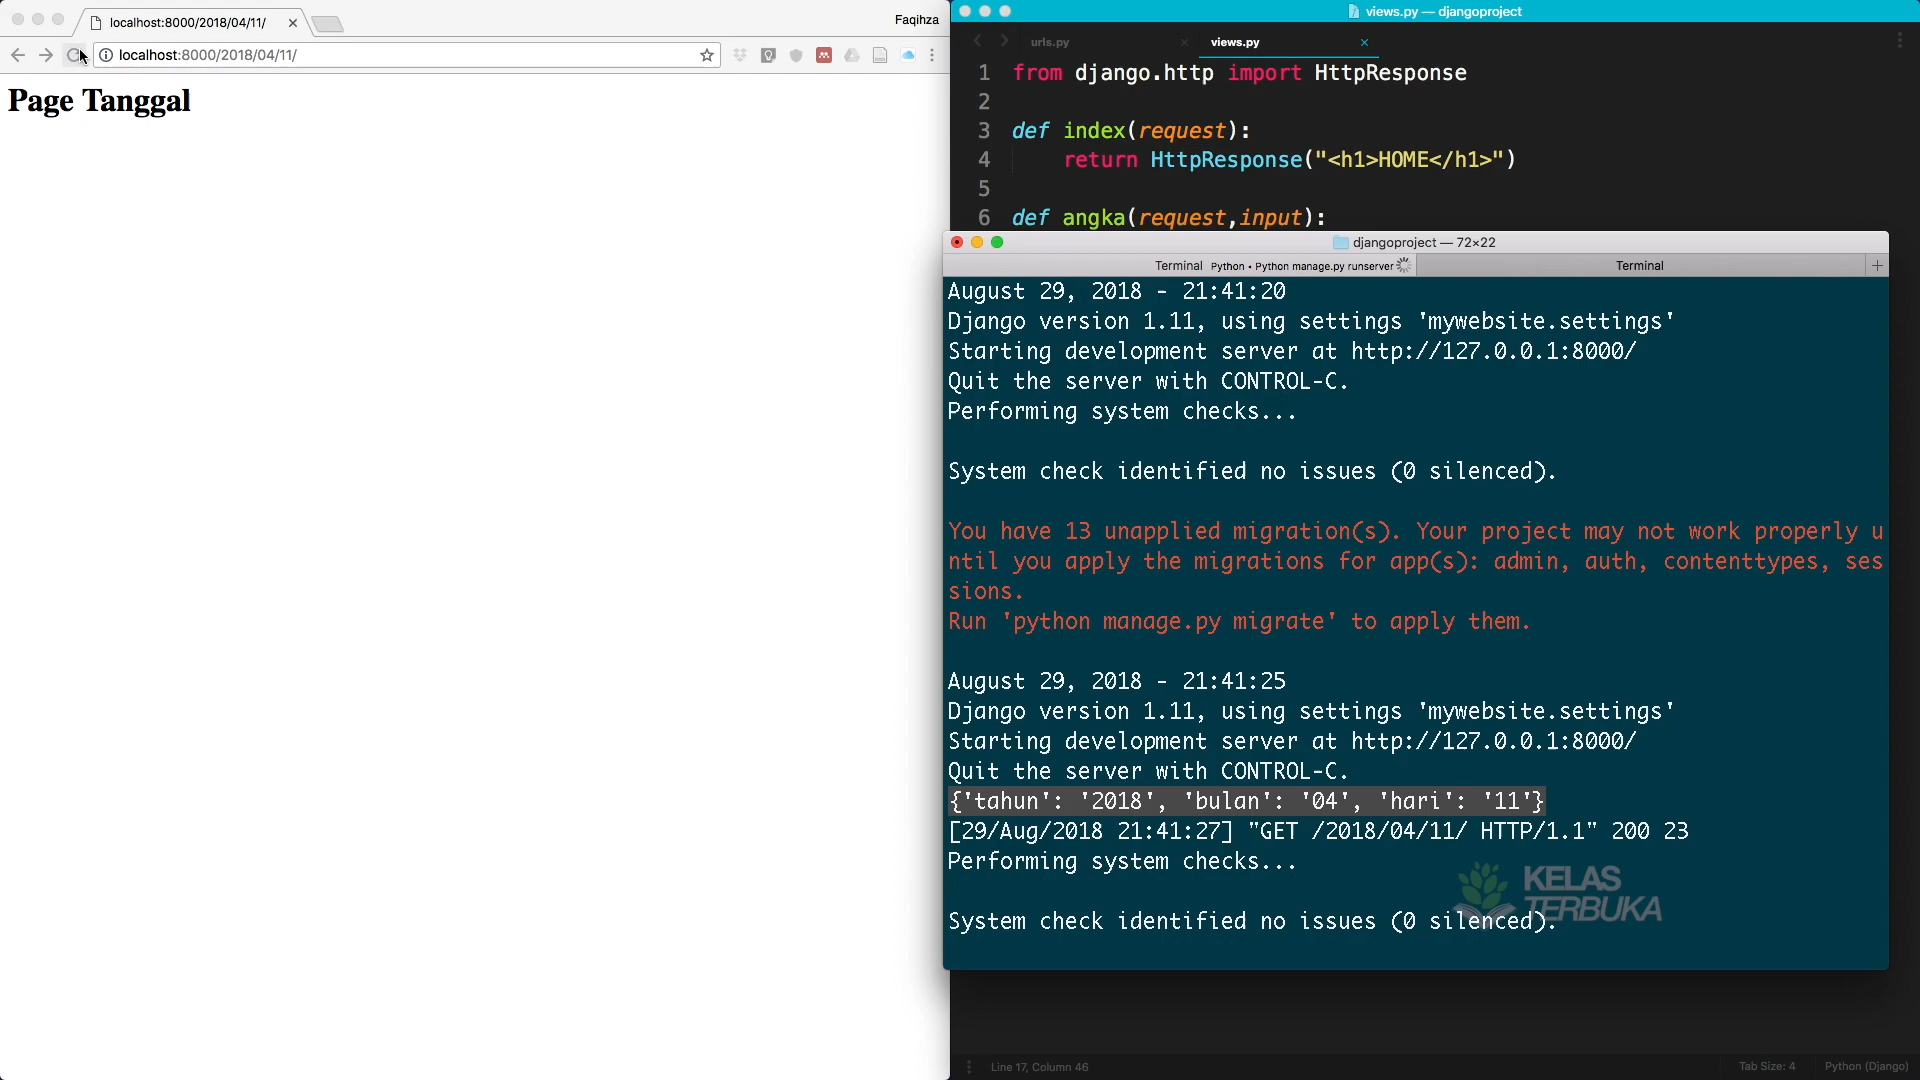 localhost:8000/2018/04/11/
Faqihza
localhost:8000/2018/04/11/
Page Tanggal
views.py — djangoproject
urls.py
views.py
1 from django.http import HttpResponse
2
3 def index(request):
4 return HttpResponse("<h1>HOME</h1>")
5
6 def angka(request,input):
djangoproject — 72×22
Terminal Python • Python manage.py runserver
Terminal
August 29, 2018 - 21:41:20
Django version 1.11, using settings 'mywebsite.settings'
Starting development server at http://127.0.0.1:8000/
Quit the server with CONTROL-C.
Performing system checks...
System check identified no issues (0 silenced).
You have 13 unapplied migration(s). Your project may not work properly u
ntil you apply the migrations for app(s): admin, auth, contenttypes, ses
sions.
Run 'python manage.py migrate' to apply them.
August 29, 2018 - 21:41:25
Django version 1.11, using settings 'mywebsite.settings'
Starting development server at http://127.0.0.1:8000/
Quit the server with CONTROL-C.
{'tahun': '2018', 'bulan': '04', 'hari': '11'}
[29/Aug/2018 21:41:27] "GET /2018/04/11/ HTTP/1.1" 200 23
Performing system checks...
System check identified no issues (0 silenced).
KELAS
TERBUKA
Line 17, Column 46
Tab Size: 4
Python (Django)